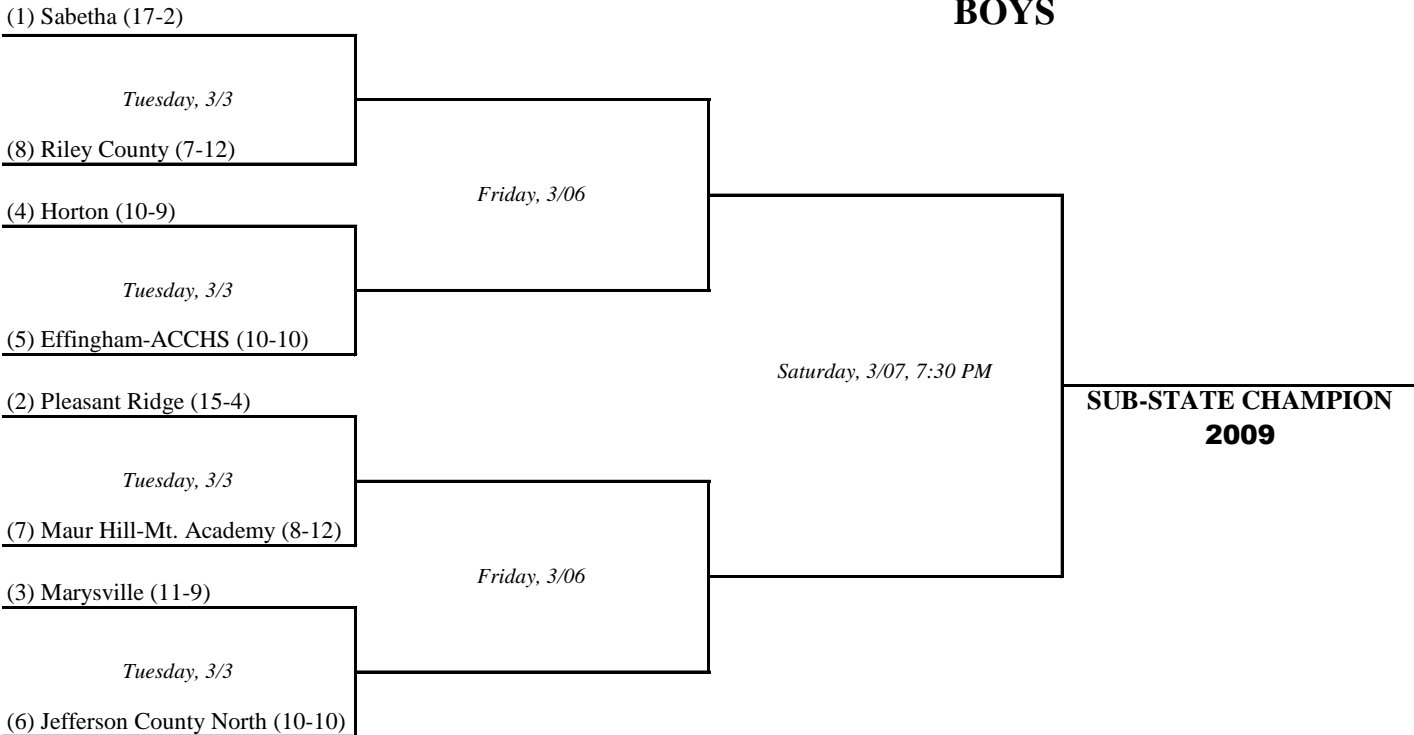 BOYS
(1) Sabetha (17-2)
Tuesday, 3/3
(8) Riley County (7-12)
Friday, 3/06
(4) Horton (10-9)
Tuesday, 3/3
(5) Effingham-ACCHS (10-10)
Saturday, 3/07, 7:30 PM
SUB-STATE CHAMPION
2009
(2) Pleasant Ridge (15-4)
Tuesday, 3/3
(7) Maur Hill-Mt. Academy (8-12)
Friday, 3/06
(3) Marysville (11-9)
Tuesday, 3/3
(6) Jefferson County North (10-10)